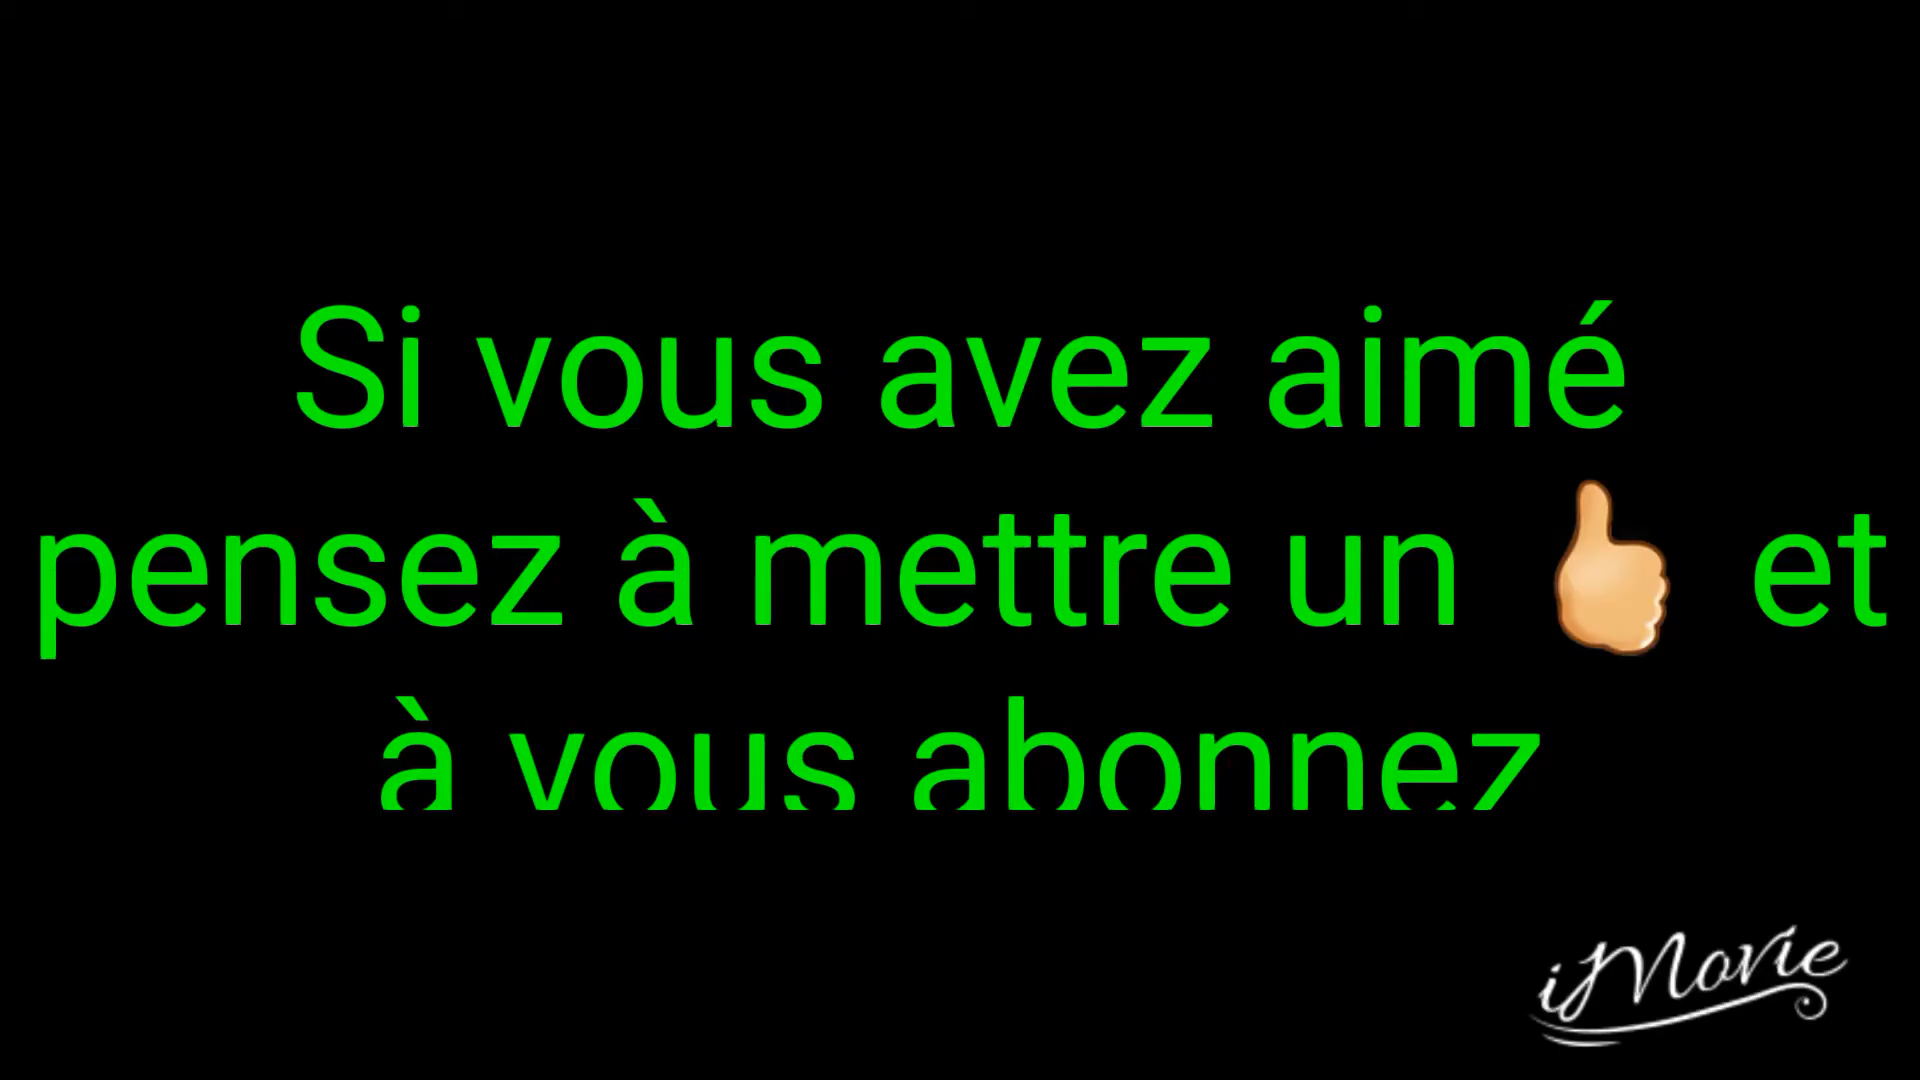 Si vous avez aimé
pensez à mettre un 👍🏼 et
à vous abonnez
iMovie